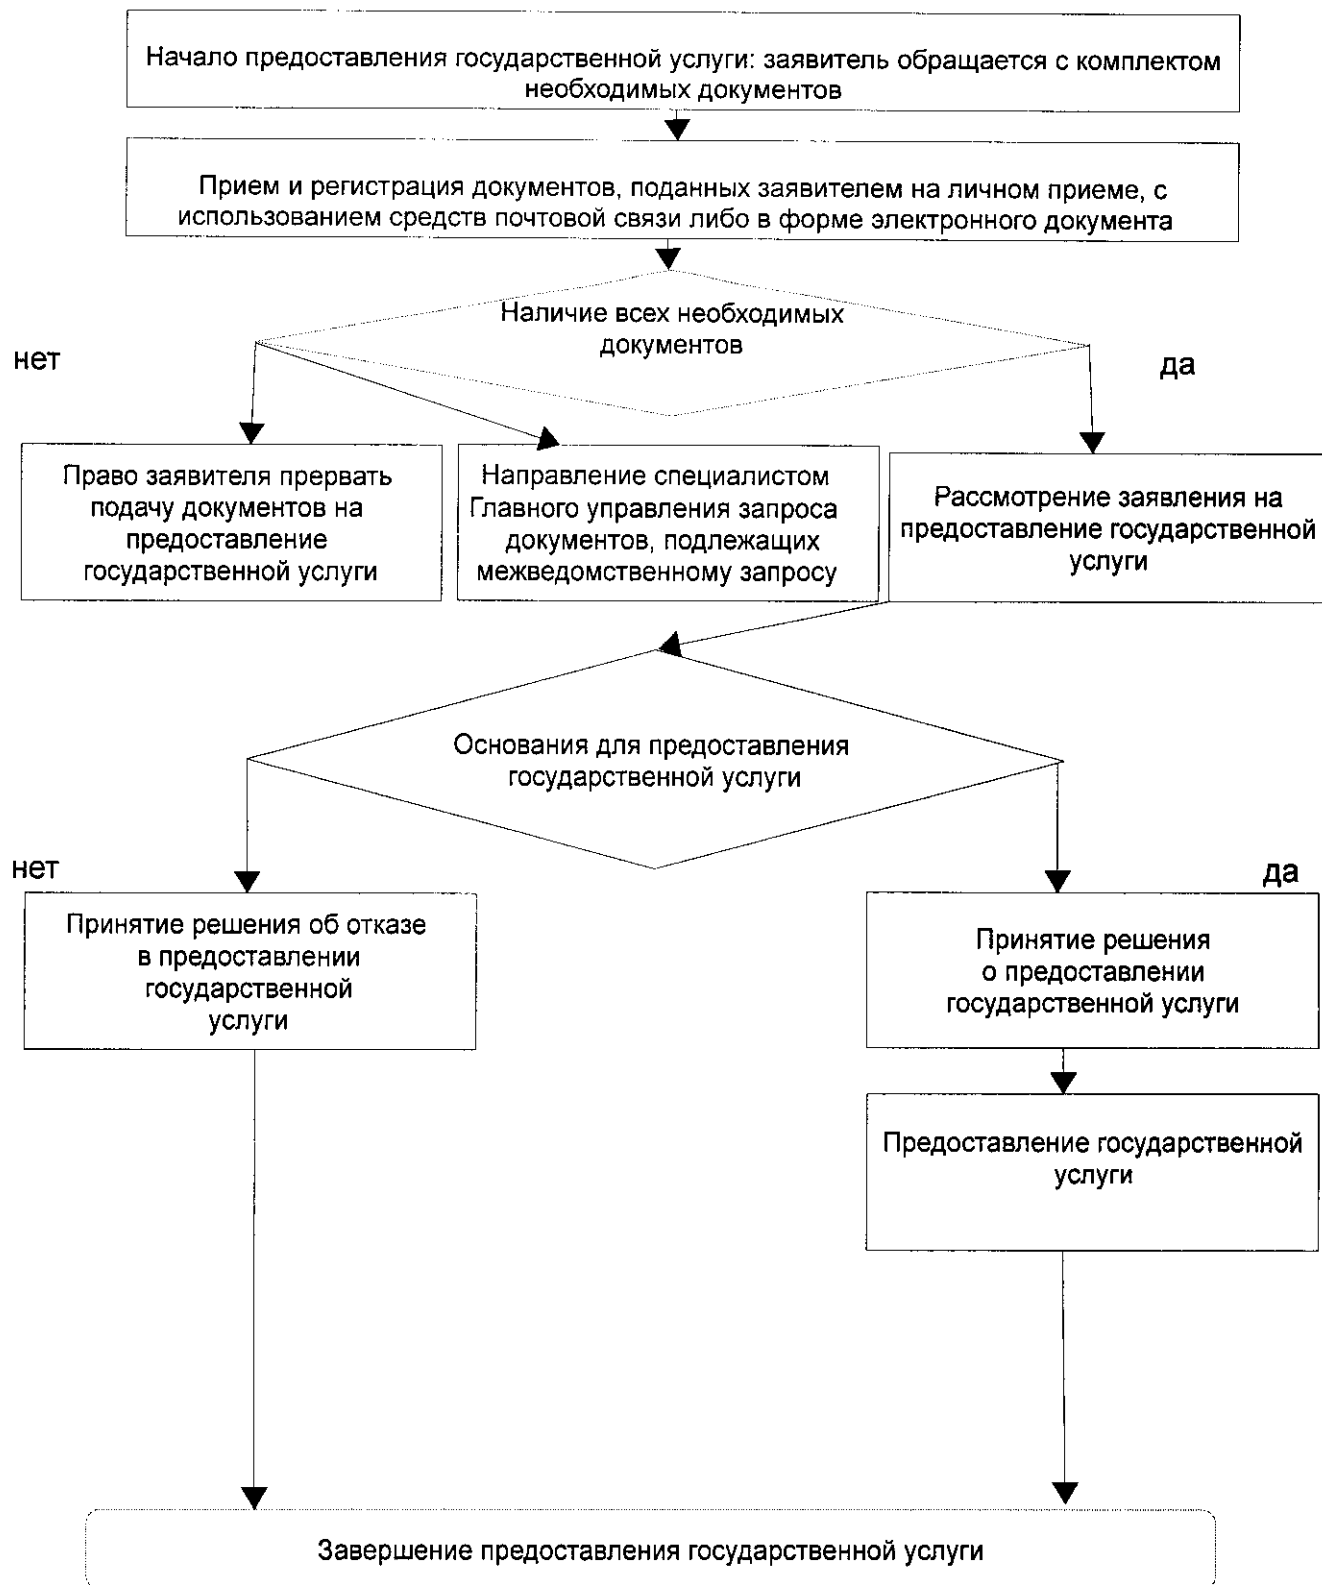 Начало предоставления государственной услуги: заявитель обращается с комплектом
необходимых документов
Прием и регистрация документов, поданных заявителем на личном приеме, с
использованием средств почтовой связи либо в форме электронного документа
Наличие всех необходимых
документов
нет
да
Право заявителя прервать
подачу документов на
предоставление
государственной услуги
Направление специалистом
Главного управления запроса
документов, подлежащих
межведомственному запросу
Рассмотрение заявления на
предоставление государственной
услуги
Основания для предоставления
государственной услуги
нет
да
Принятие решения об отказе
в предоставлении
государственной
услуги
Принятие решения
о предоставлении
государственной услуги
Предоставление государственной
услуги
Завершение предоставления государственной услуги